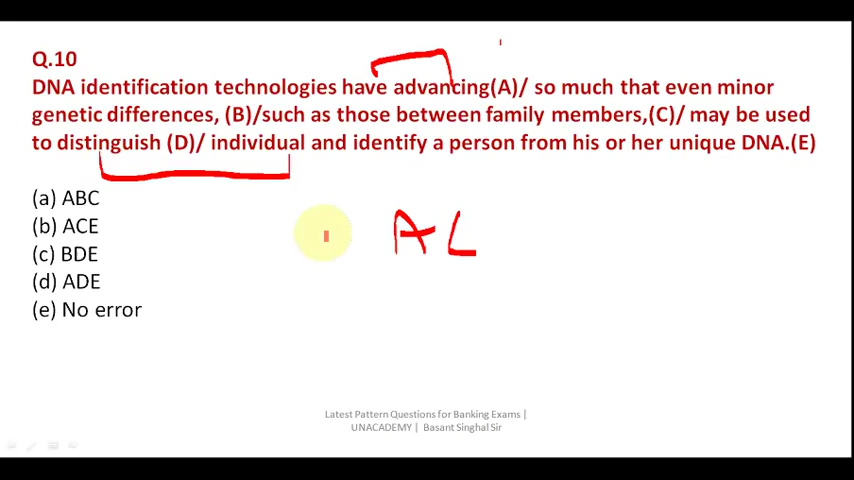 Q.10
DNA identification technologies have advancing(A)/ so much that even minor
genetic differences, (B)/such as those between family members,(C)/ may be used
to distinguish (D)/ individual and identify a person from his or her unique DNA.(E)
(a) ABC
(b) ACE
(c) BDE
(d) ADE
(e) No error
Latest Pattern Questions for Banking Exams |
UNACADEMY | Basant Singhal Sir